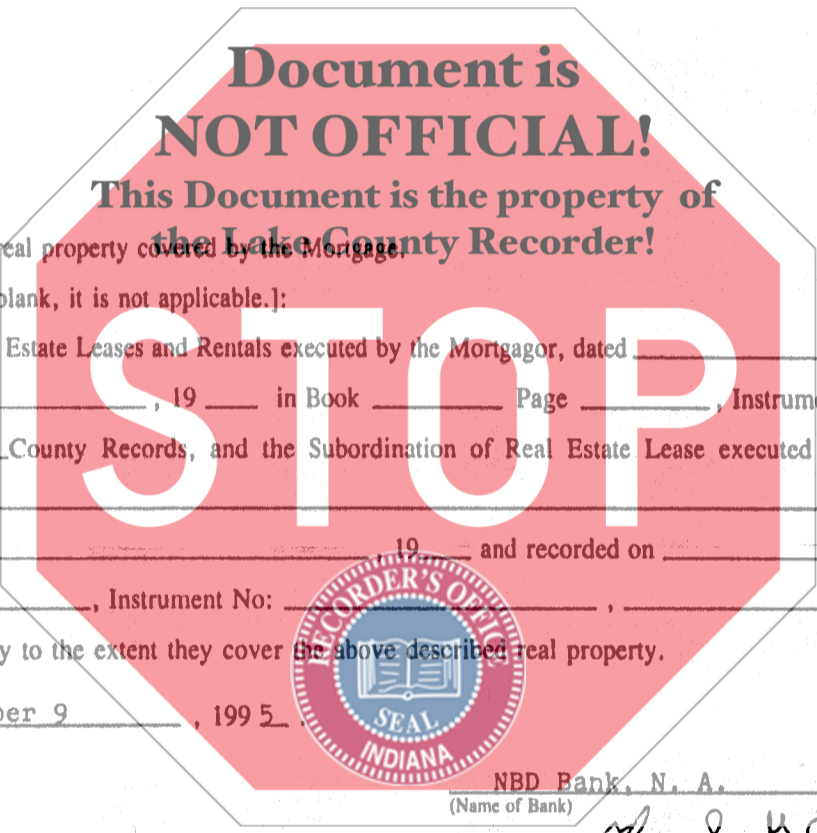 Document is
NOT OFFICIAL!
This Document is the property of
the Lake County Recorder!
eal property covered by the Mortgage.
blank, it is not applicable.]:
Estate Leases and Rentals executed by the Mortgagor, dated
, 19 in Book Page , Instrume
County Records, and the Subordination of Real Estate Lease executed
STOP
, 19 and recorded on
, Instrument No: ,
y to the extent they cover the above described real property.
ber 9 , 1995 .
RECORDER'S OFFICE
SEAL
INDIANA
NBD Bank, N. A.
(Name of Bank)